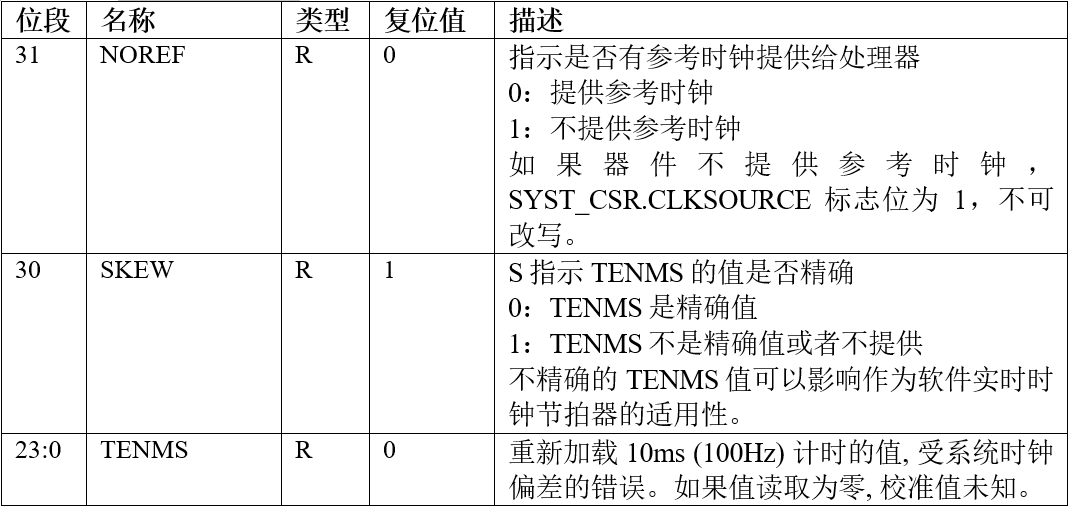 位段 名称 类型 复位值 描述
31 NOREF R 0 指示是否有参考时钟提供给处理器
0：提供参考时钟
1：不提供参考时钟
如果器件不提供参考时钟，
SYST_CSR.CLKSOURCE 标志位为 1，不可
改写。
30 SKEW R 1 S 指示 TENMS 的值是否精确
0：TENMS 是精确值
1：TENMS 不是精确值或者不提供
不精确的 TENMS 值可以影响作为软件实时时
钟节拍器的适用性。
23:0 TENMS R 0 重新加载 10ms (100Hz) 计时的值, 受系统时钟
偏差的错误。如果值读取为零, 校准值未知。